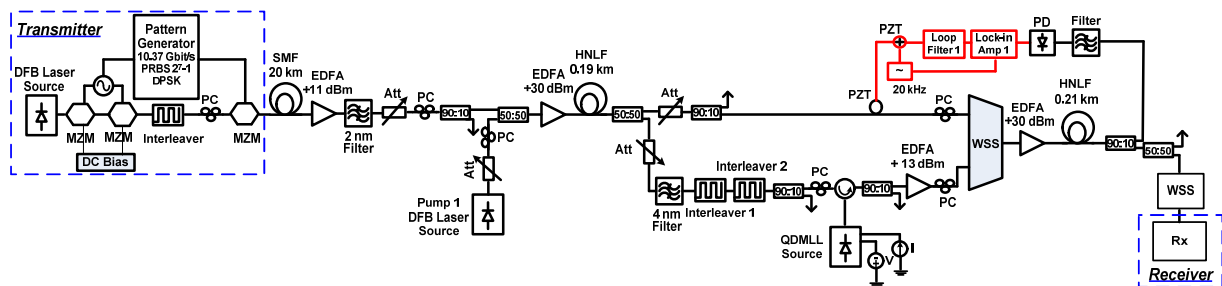 Transmitter
Pattern
Generator
10.37 Gbit/s
PRBS 2⁷-1
DPSK
DFB Laser
Source
MZM
MZM
Interleaver
PC
MZM
DC Bias
SMF
20 km
EDFA
+11 dBm
2 nm
Filter
Att
PC
90:10
PC
Att
Pump 1
DFB Laser
Source
50:50
EDFA
+30 dBm
HNLF
0.19 km
50:50
Att
90:10
Att
4 nm
Filter
Interleaver 1
Interleaver 2
90:10
PC
QDMLL
Source
V
I
90:10
EDFA
+ 13 dBm
PC
PZT
PZT
+
~
20 kHz
Loop
Filter 1
Lock-in
Amp 1
PD
Filter
PC
WSS
EDFA
+30 dBm
HNLF
0.21 km
90:10
50:50
WSS
Rx
Receiver